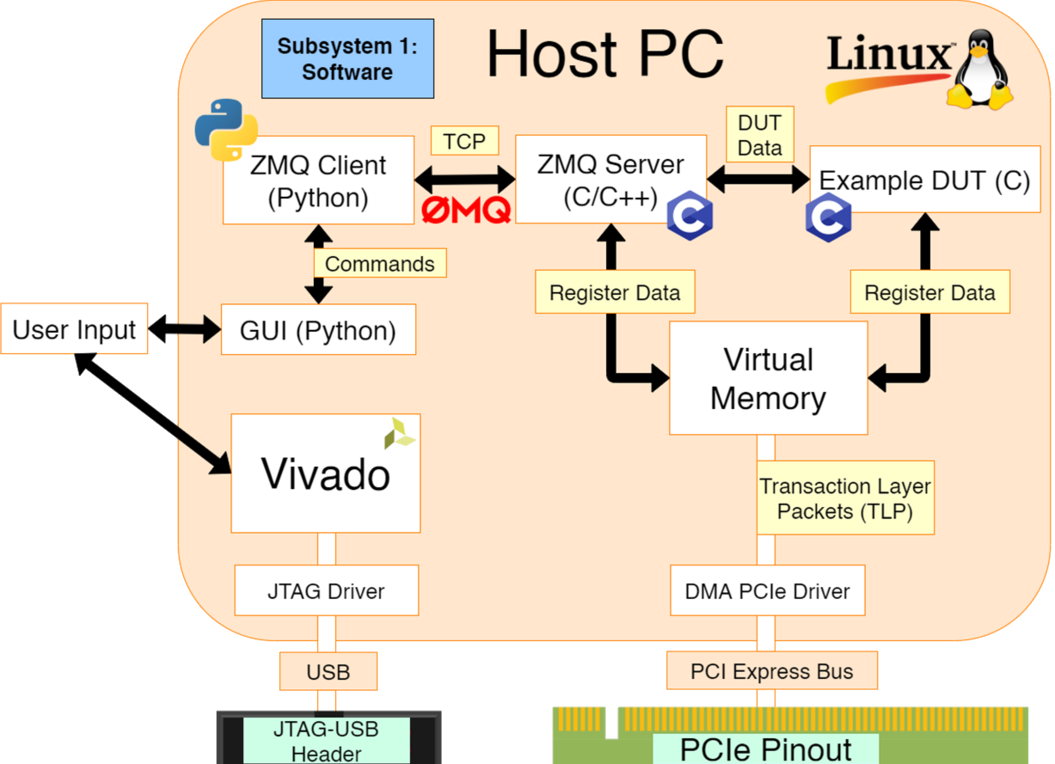 Subsystem 1:
Software
Host PC
Linux™
ZMQ Client
(Python)
TCP
ØMQ
ZMQ Server
(C/C++)
C
DUT
Data
Example DUT (C)
C
Commands
Register Data
Register Data
User Input
GUI (Python)
Virtual
Memory
Vivado
Transaction Layer
Packets (TLP)
JTAG Driver
DMA PCIe Driver
USB
PCI Express Bus
JTAG-USB
Header
PCIe Pinout